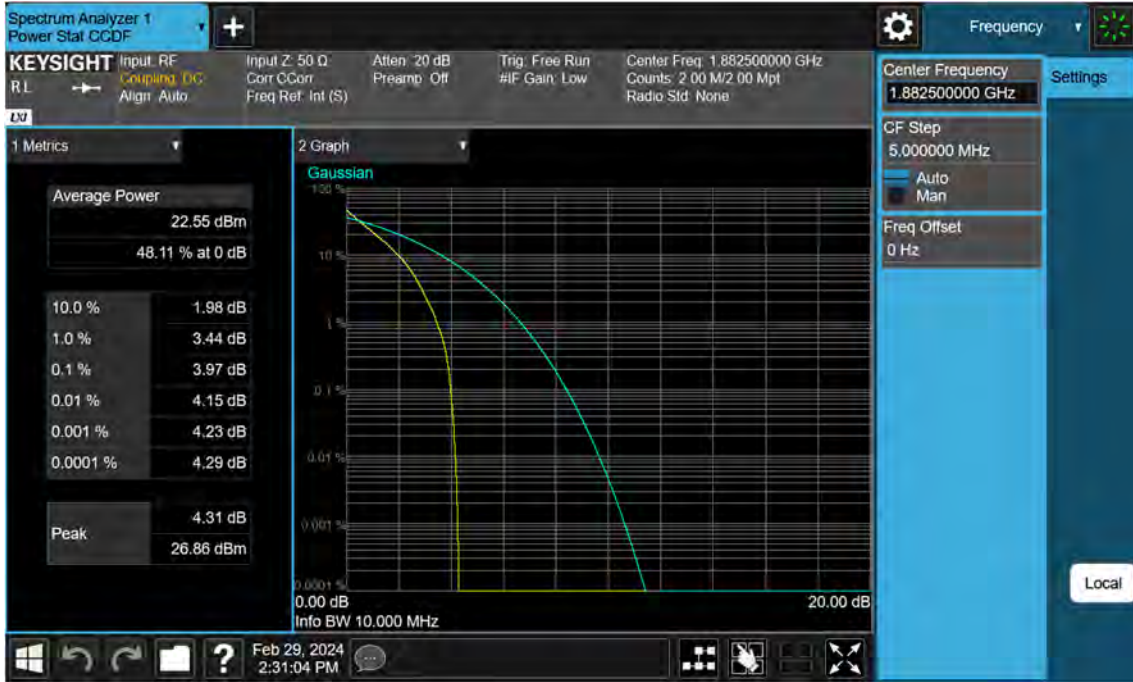 Spectrum Analyzer 1
Power Stat CCDF
+
Frequency
KEYSIGHT
R L
LXI
Input: RF
Coupling: DC
Align: Auto
Input Z: 50 Ω
Corr CCorr
Freq Ref: Int (S)
Atten: 20 dB
Preamp: Off
Trig: Free Run
#IF Gain: Low
Center Freq: 1.882500000 GHz
Counts: 2.00 M/2.00 Mpt
Radio Std: None
Center Frequency
1.882500000 GHz
Settings
CF Step
5.000000 MHz
Auto
Man
Freq Offset
0 Hz
1 Metrics
Average Power
22.55 dBm
48.11 % at 0 dB
10.0 % 1.98 dB
1.0 % 3.44 dB
0.1 % 3.97 dB
0.01 % 4.15 dB
0.001 % 4.23 dB
0.0001 % 4.29 dB
Peak
4.31 dB
26.86 dBm
2 Graph
Gaussian
100 %
10 %
1 %
0.1 %
0.01 %
0.001 %
0.0001 %
0.00 dB 20.00 dB
Info BW 10.000 MHz
Local
?
Feb 29, 2024
2:31:04 PM